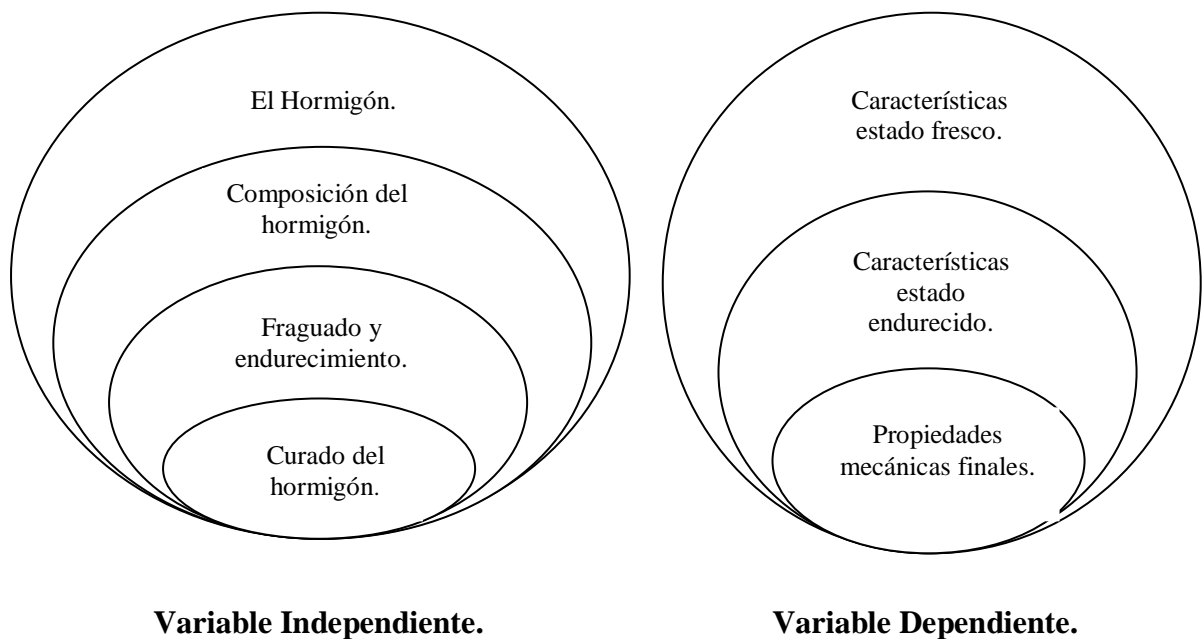 El Hormigón.
Composición del
hormigón.
Fraguado y
endurecimiento.
Curado del
hormigón.
Variable Independiente.
Características
estado fresco.
Características
estado
endurecido.
Propiedades
mecánicas finales.
Variable Dependiente.